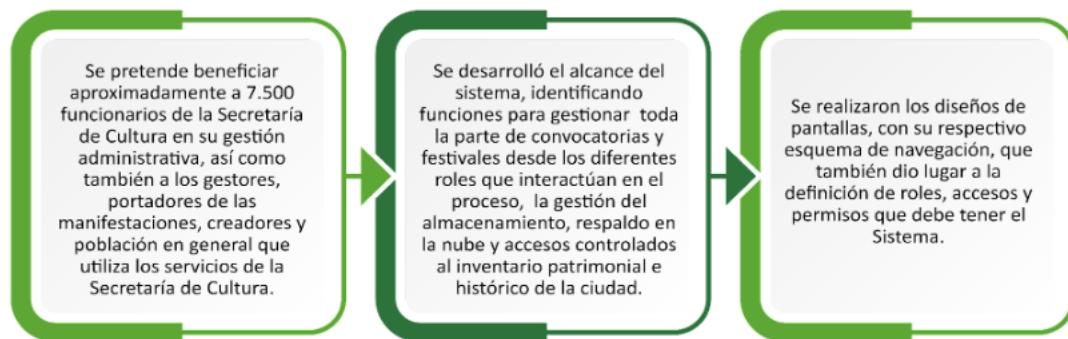 Se pretende beneficiar
aproximadamente a 7.500
funcionarios de la Secretaría
de Cultura en su gestión
administrativa, así como
también a los gestores,
portadores de las
manifestaciones, creadores y
población en general que
utiliza los servicios de la
Secretaría de Cultura.
Se desarrolló el alcance del
sistema, identificando
funciones para gestionar toda
la parte de convocatorias y
festivales desde los diferentes
roles que interactúan en el
proceso, la gestión del
almacenamiento, respaldo en
la nube y accesos controlados
al inventario patrimonial e
histórico de la ciudad.
Se realizaron los diseños de
pantallas, con su respectivo
esquema de navegación, que
también dio lugar a la
definición de roles, accesos y
permisos que debe tener el
Sistema.